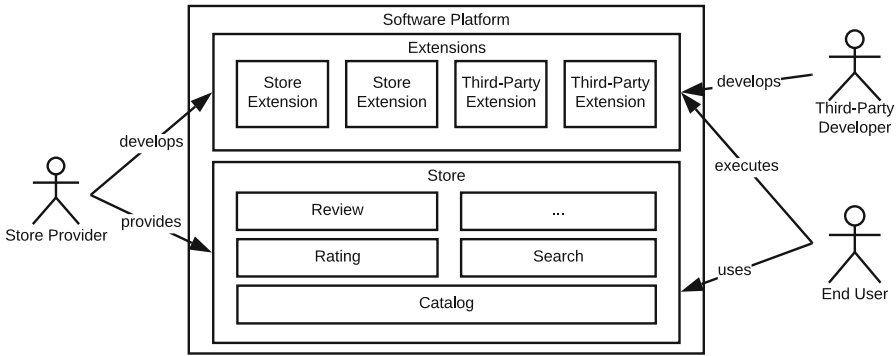 Software Platform
Extensions
Store
Extension
Store
Extension
Third-Party
Extension
Third-Party
Extension
develops
Third-Party
Developer
develops
executes
Store
Review
...
provides
Store Provider
Rating
Search
uses
Catalog
End User